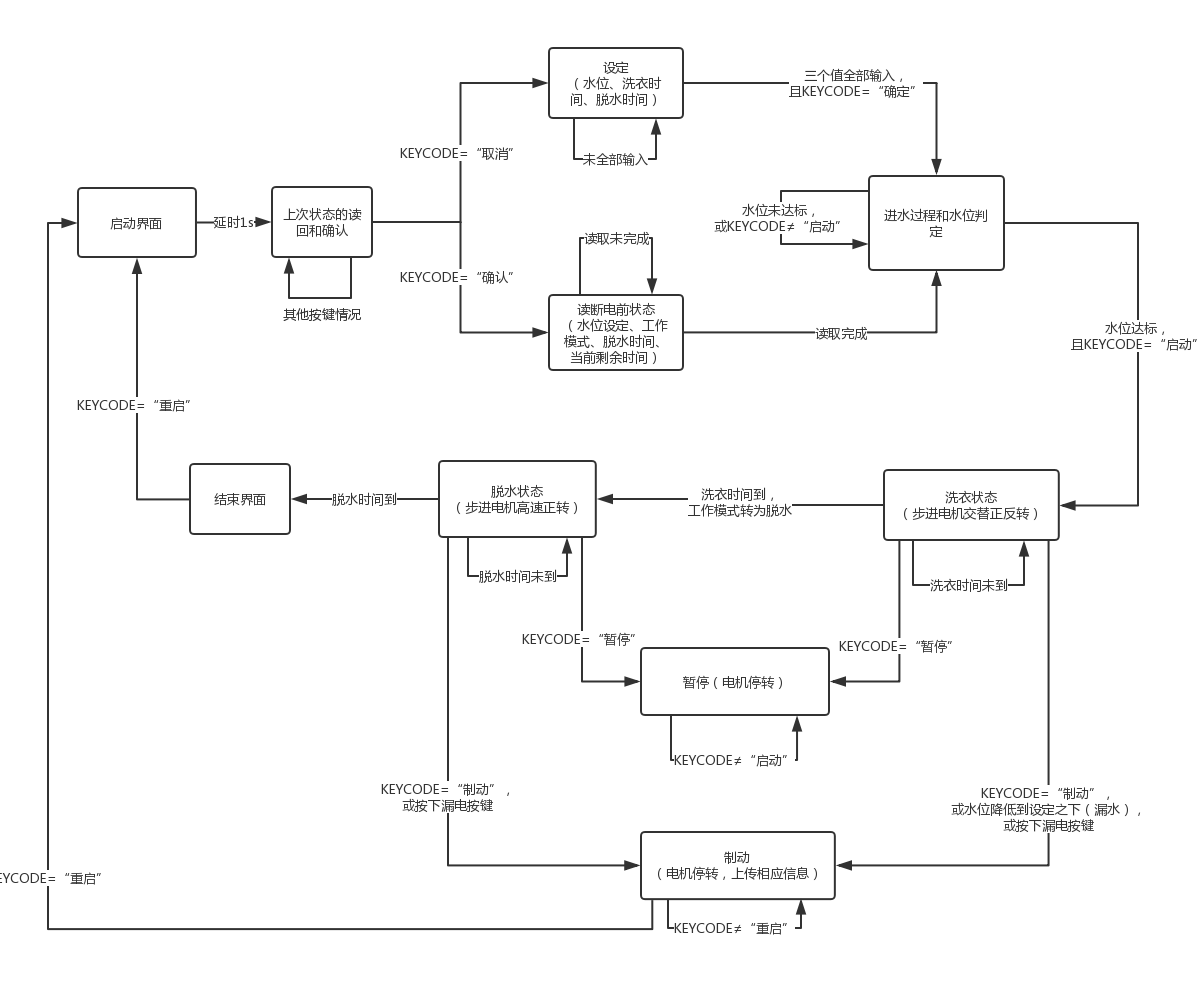 设定
（水位、洗衣时
间、脱水时间）
三个值全部输入，
且KEYCODE=“确定”
未全部输入
KEYCODE=“取消”
启动界面
延时1s
上次状态的读
回和确认
其他按键情况
KEYCODE=“确认”
读取未完成
读断电前状态
（水位设定、工作
模式、脱水时间、
当前剩余时间）
读取完成
水位未达标，
或KEYCODE≠“启动”
进水过程和水位判
定
水位达标，
且KEYCODE=“启动”
KEYCODE=“重启”
结束界面
脱水时间到
脱水状态
（步进电机高速正转）
洗衣时间到，
工作模式转为脱水
洗衣状态
（步进电机交替正反转）
脱水时间未到
洗衣时间未到
KEYCODE=“暂停”
KEYCODE=“暂停”
暂停（电机停转）
KEYCODE≠“启动”
KEYCODE=“制动”，
或按下漏电按键
KEYCODE=“制动”，
或水位降低到设定之下（漏水），
或按下漏电按键
制动
（电机停转，上传相应信息）
EYCODE=“重启”
KEYCODE≠“重启”